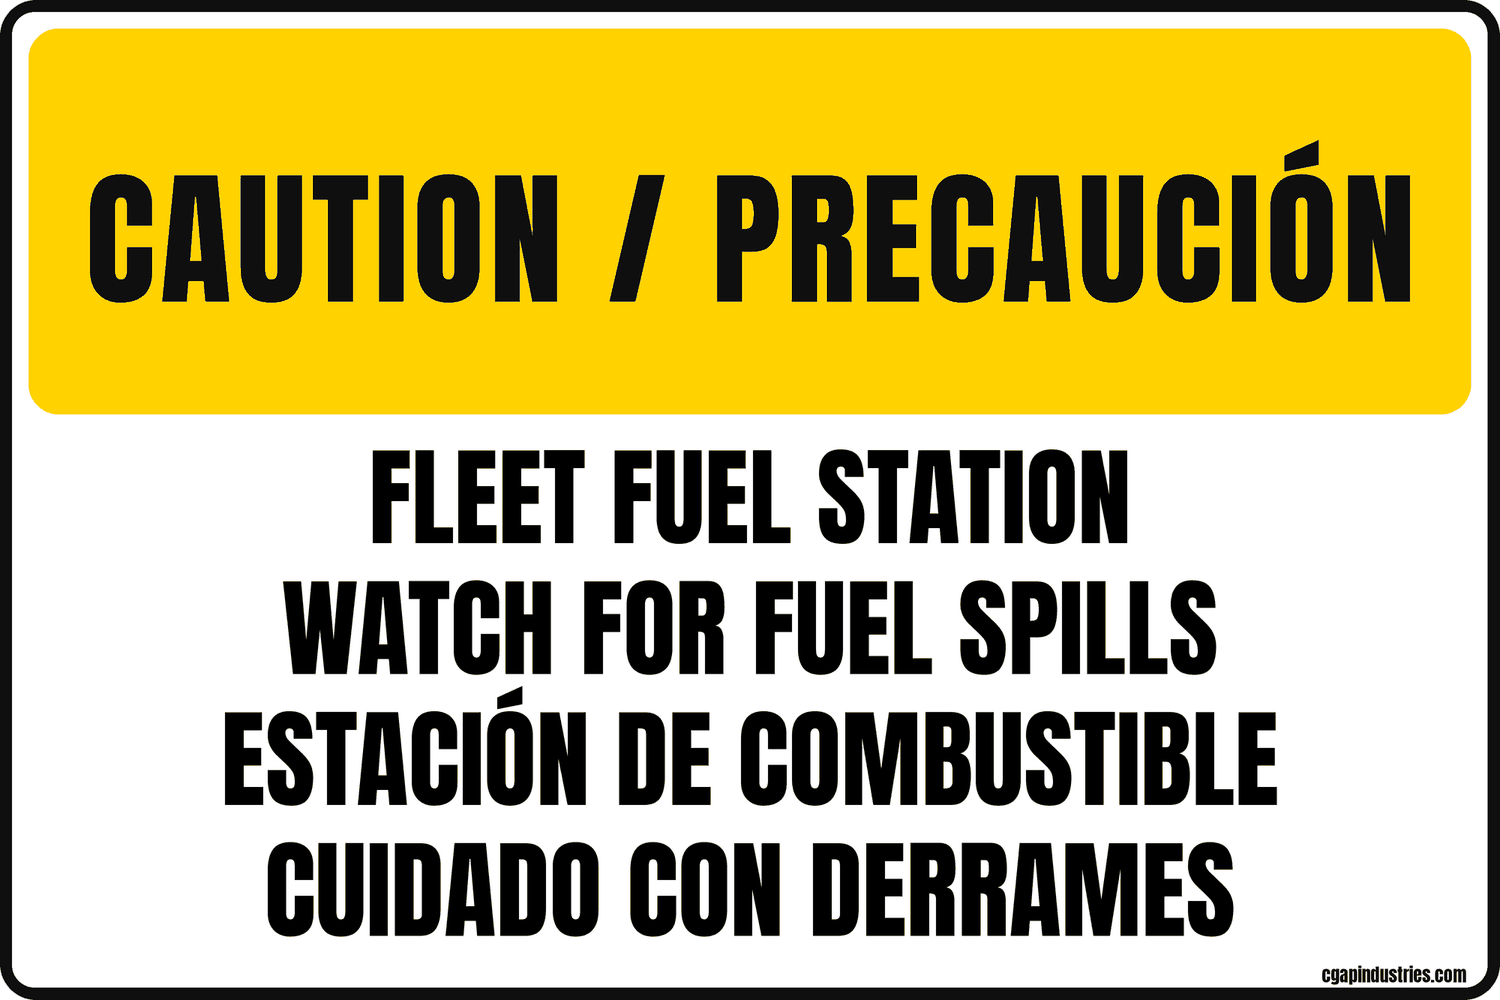 CAUTION / PRECAUCIÓN
FLEET FUEL STATION
WATCH FOR FUEL SPILLS
ESTACIÓN DE COMBUSTIBLE
CUIDADO CON DERRAMES
cgapindustries.com